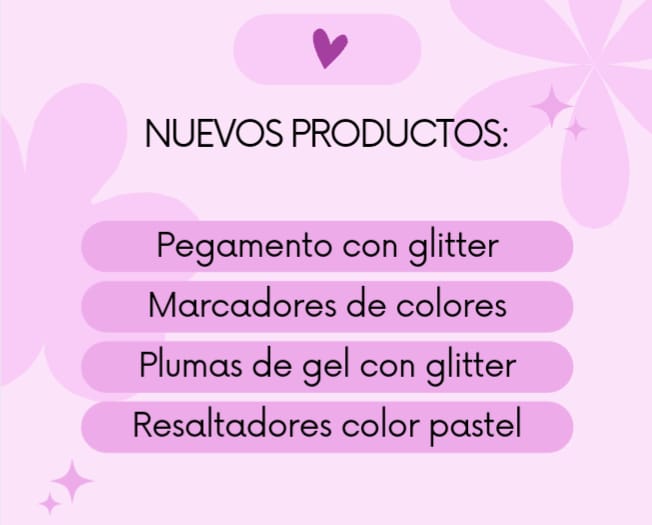 NUEVOS PRODUCTOS:
Pegamento con glitter
Marcadores de colores
Plumas de gel con glitter
Resaltadores color pastel